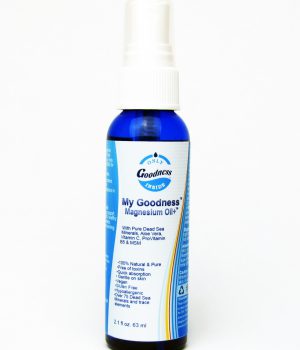 ONLY
Goodness
INSIDE
My Goodness™
Magnesium Oil+™
With Pure Dead Sea
Minerals, Aloe Vera,
Vitamin C, ProVitamin
B5 & MSM
-100% Natural & Pure
-Free of toxins
-Quick absorption
- Gentle on skin
-Vegan
-Gluten Free
-Hypoallergenic
-Over 70 Dead Sea
Minerals and trace
elements
2.1 fl oz. 63 ml